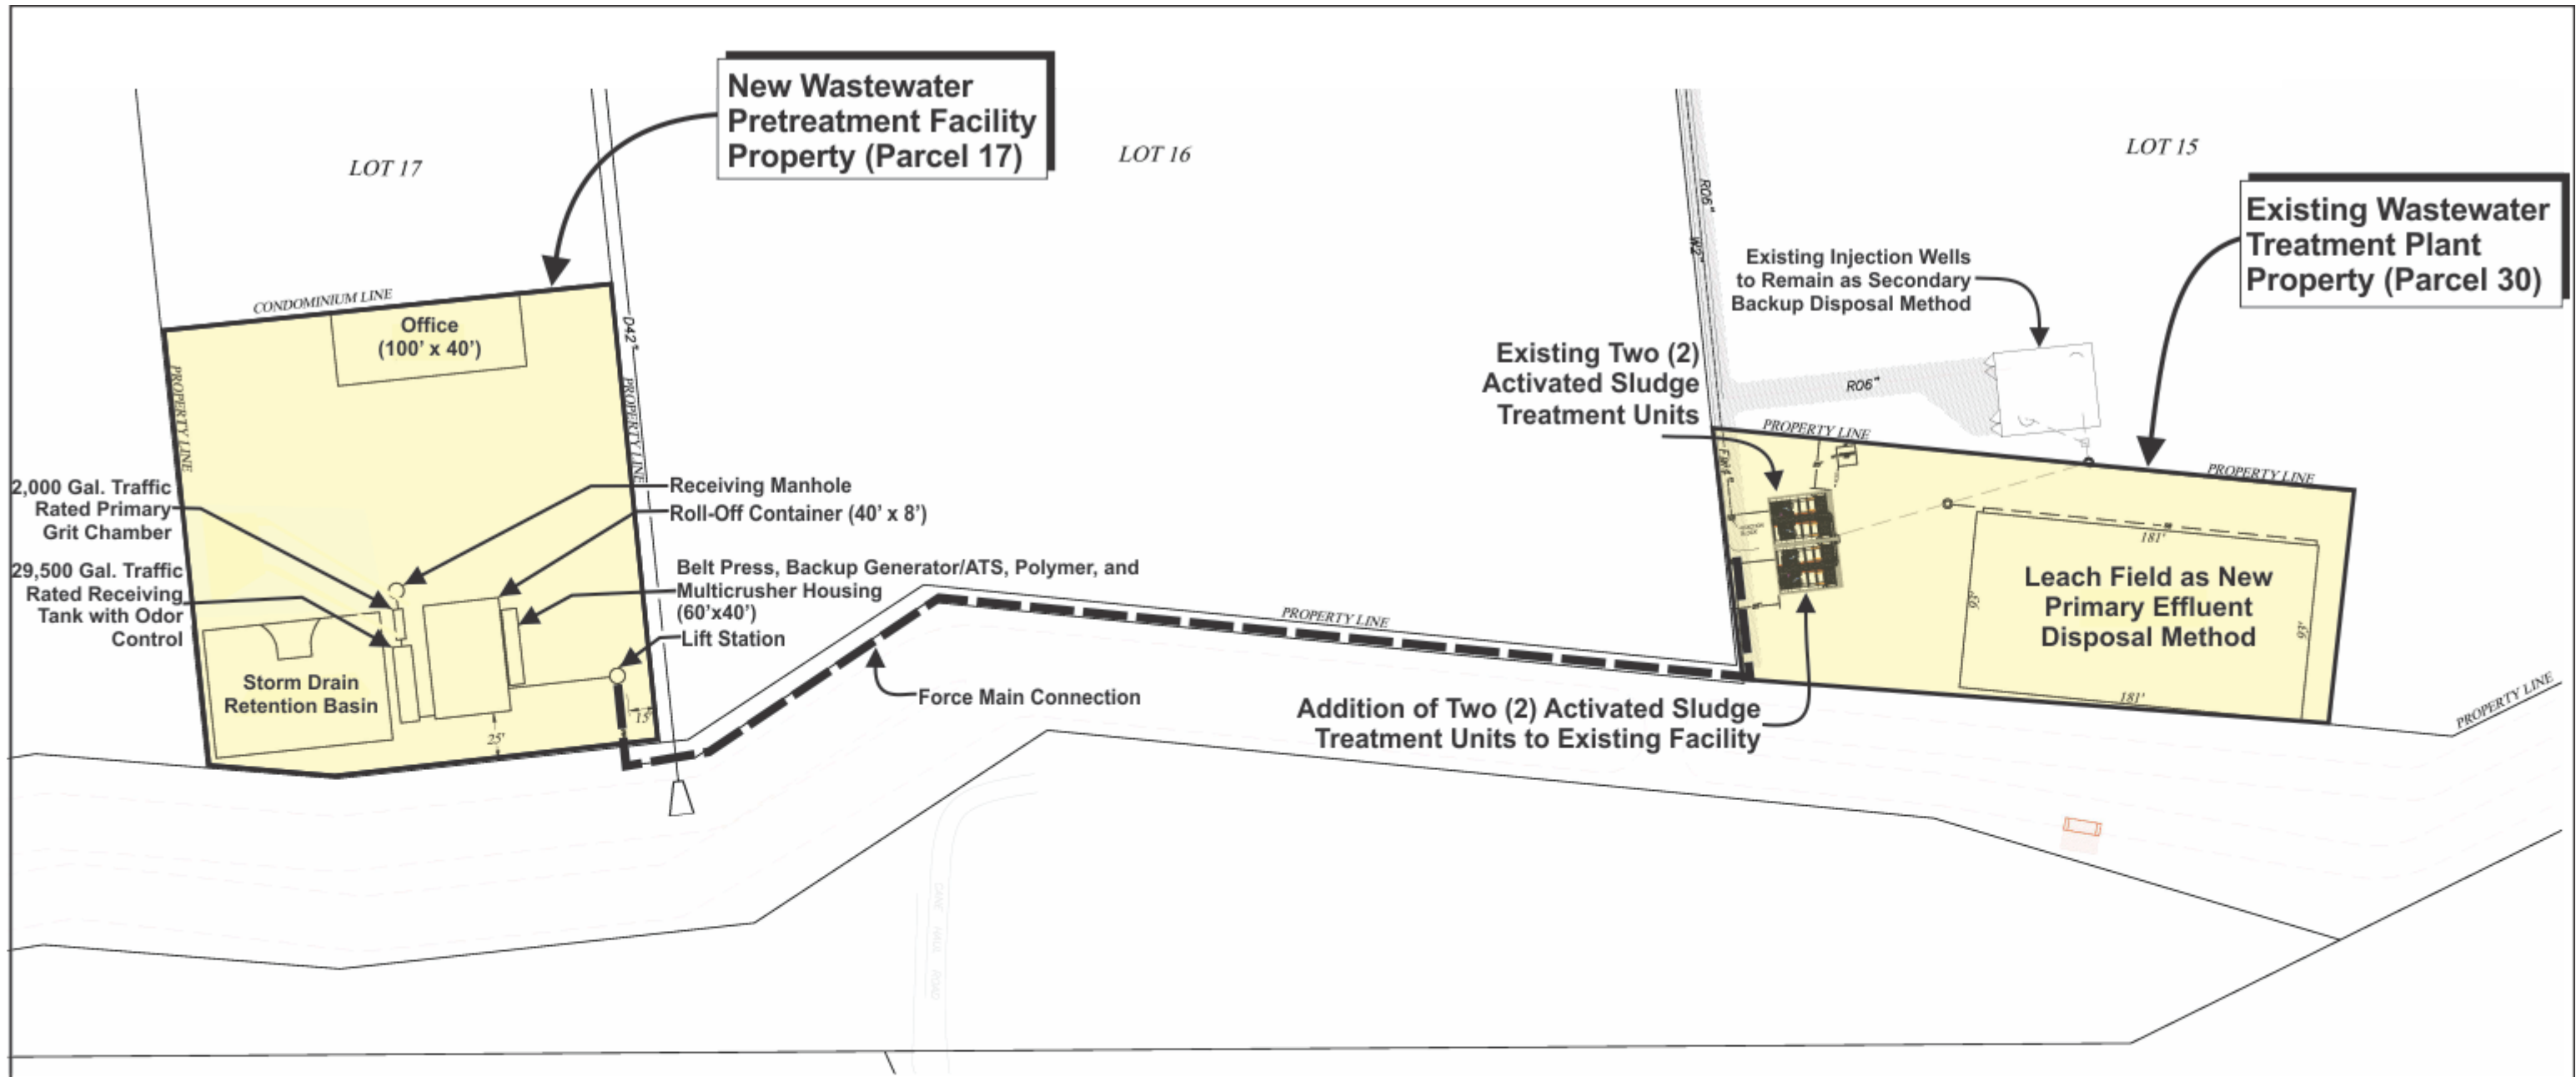 New Wastewater
Pretreatment Facility
Property (Parcel 17)
LOT 17
LOT 16
LOT 15
Existing Wastewater
Treatment Plant
Property (Parcel 30)
R06"
W2"
Existing Injection Wells
to Remain as Secondary
Backup Disposal Method
CONDOMINIUM LINE
Office
(100' x 40')
D42"
PROPERTY LINE
PROPERTY LINE
Existing Two (2)
Activated Sludge
Treatment Units
R06"
PROPERTY LINE
PROPERTY LINE
2,000 Gal. Traffic
Rated Primary
Grit Chamber
Receiving Manhole
Roll-Off Container (40' x 8')
29,500 Gal. Traffic
Rated Receiving
Tank with Odor
Control
Belt Press, Backup Generator/ATS, Polymer, and
Multicrusher Housing
(60'x40')
Lift Station
PROPERTY LINE
181'
93'
93'
Leach Field as New
Primary Effluent
Disposal Method
181'
Storm Drain
Retention Basin
15'
25'
Force Main Connection
Addition of Two (2) Activated Sludge
Treatment Units to Existing Facility
PROPERTY LINE
CANE HAUL ROAD